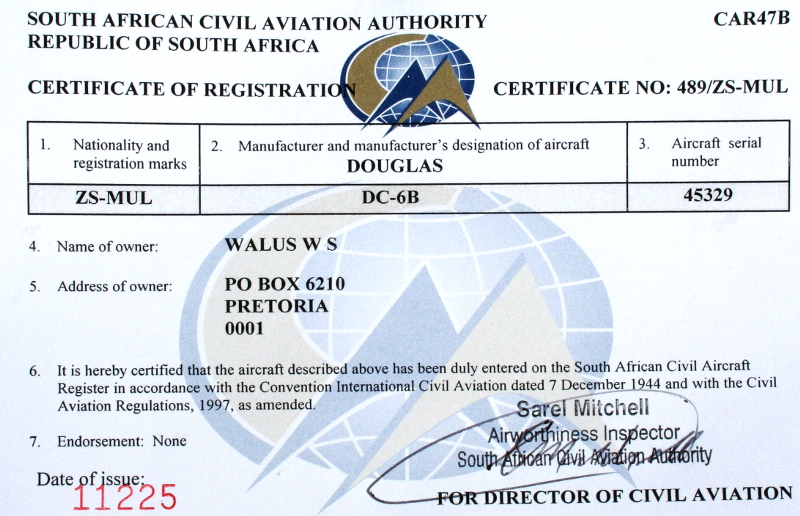 SOUTH AFRICAN CIVIL AVIATION AUTHORITY
CAR47B
REPUBLIC OF SOUTH AFRICA
CERTIFICATE OF REGISTRATION
CERTIFICATE NO: 489/ZS-MUL
1. Nationality and registration marks
2. Manufacturer and manufacturer's designation of aircraft
DOUGLAS
3. Aircraft serial number
ZS-MUL
DC-6B
45329
4. Name of owner: WALUS W S
5. Address of owner: PO BOX 6210
PRETORIA
0001
6. It is hereby certified that the aircraft described above has been duly entered on the South African Civil Aircraft
Register in accordance with the Convention International Civil Aviation dated 7 December 1944 and with the Civil
Aviation Regulations, 1997, as amended.
Sarel Mitchell
Airworthiness Inspector
South African Civil Aviation Authority
7. Endorsement: None
Date of issue:
11225
FOR DIRECTOR OF CIVIL AVIATION